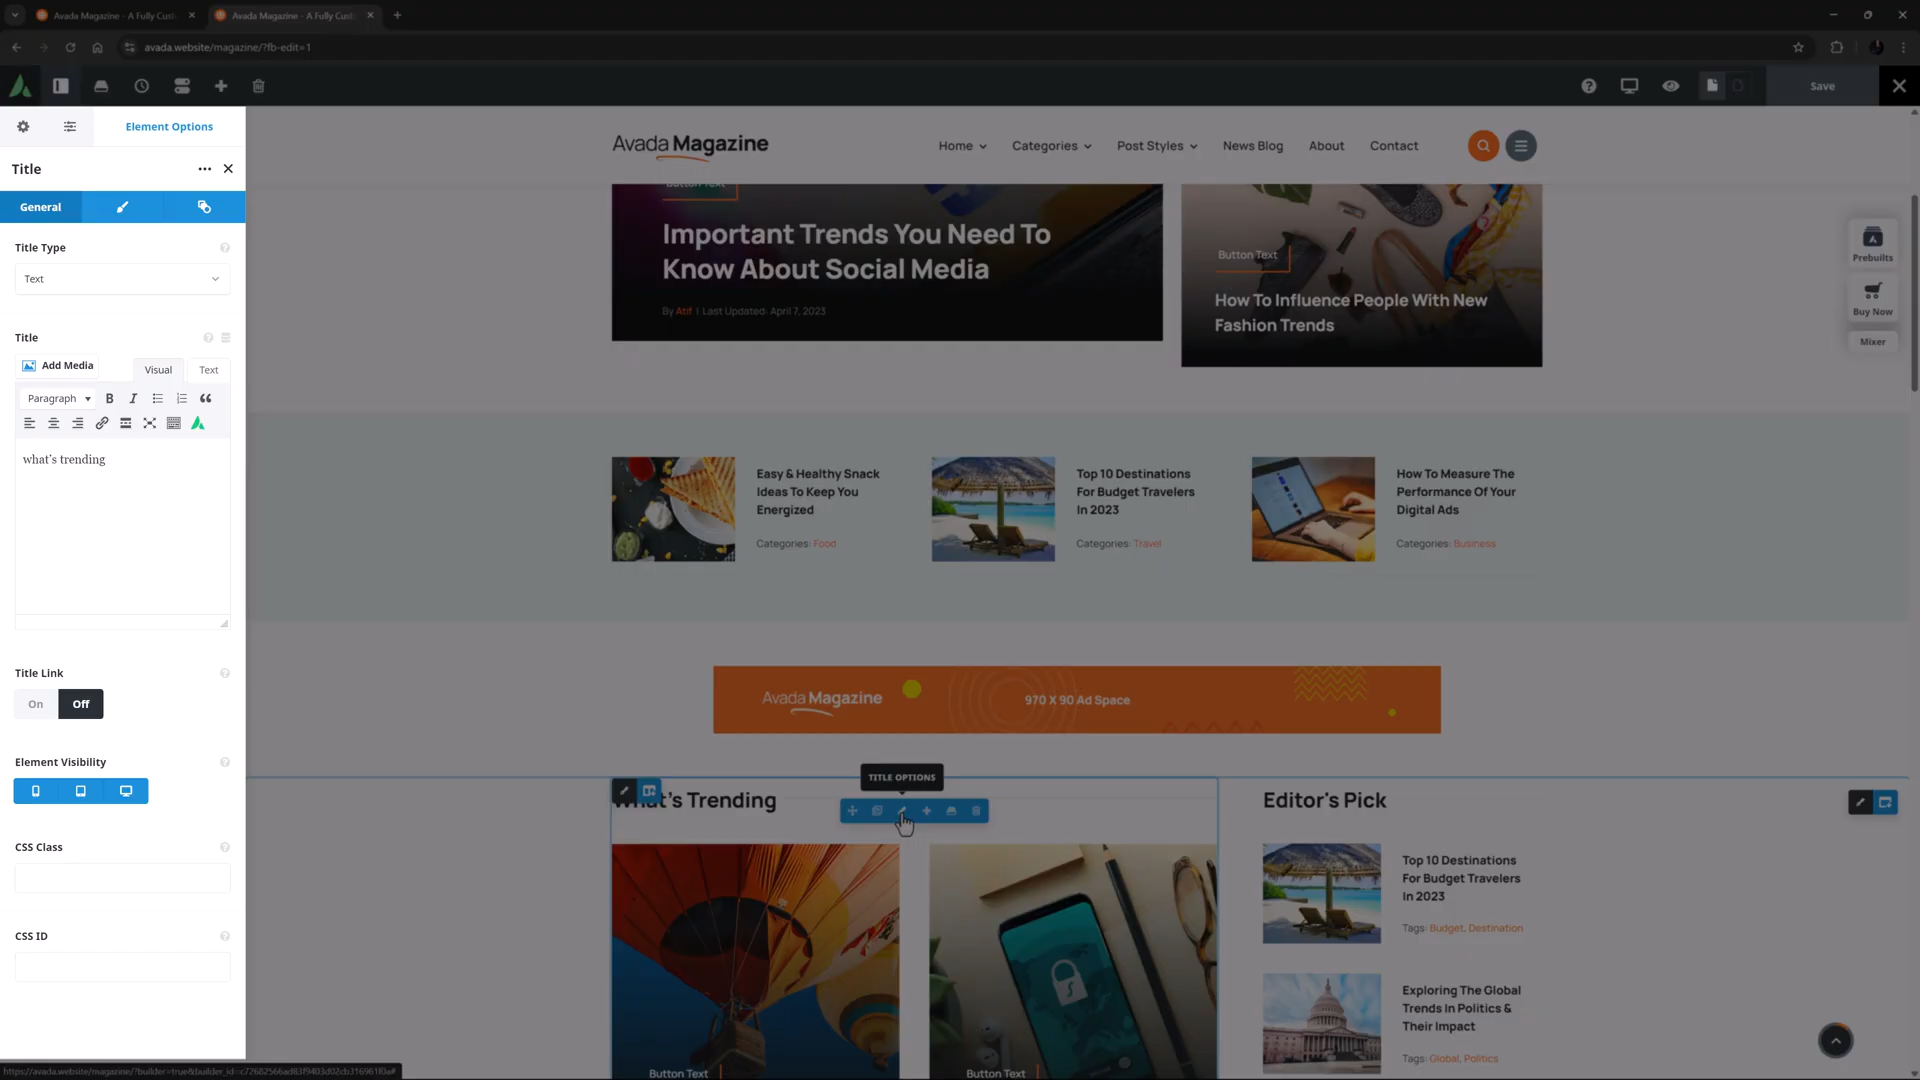 Avada Magazine - A Fully Cust
Avada Magazine - A Fully Cust
avada.website/magazine/?fb-edit=1
Save
Element Options
Title
General
Title Type
Text
Title
Add Media
Visual
Text
Paragraph
what's trending
Title Link
On
Off
Element Visibility
CSS Class
CSS ID
Avada Magazine
Home
Categories
Post Styles
News Blog
About
Contact
Button Text
Important Trends You Need To
Know About Social Media
By Atif | Last Updated: April 7, 2023
Button Text
How To Influence People With New
Fashion Trends
Prebuilts
Buy Now
Mixer
Easy & Healthy Snack
Ideas To Keep You
Energized
Categories: Food
Top 10 Destinations
For Budget Travelers
In 2023
Categories: Travel
How To Measure The
Performance Of Your
Digital Ads
Categories: Business
Avada Magazine
970 X 90 Ad Space
TITLE OPTIONS
What's Trending
Editor's Pick
Top 10 Destinations
For Budget Travelers
In 2023
Tags: Budget, Destination
Exploring The Global
Trends In Politics &
Their Impact
Tags: Global, Politics
Button Text
Button Text